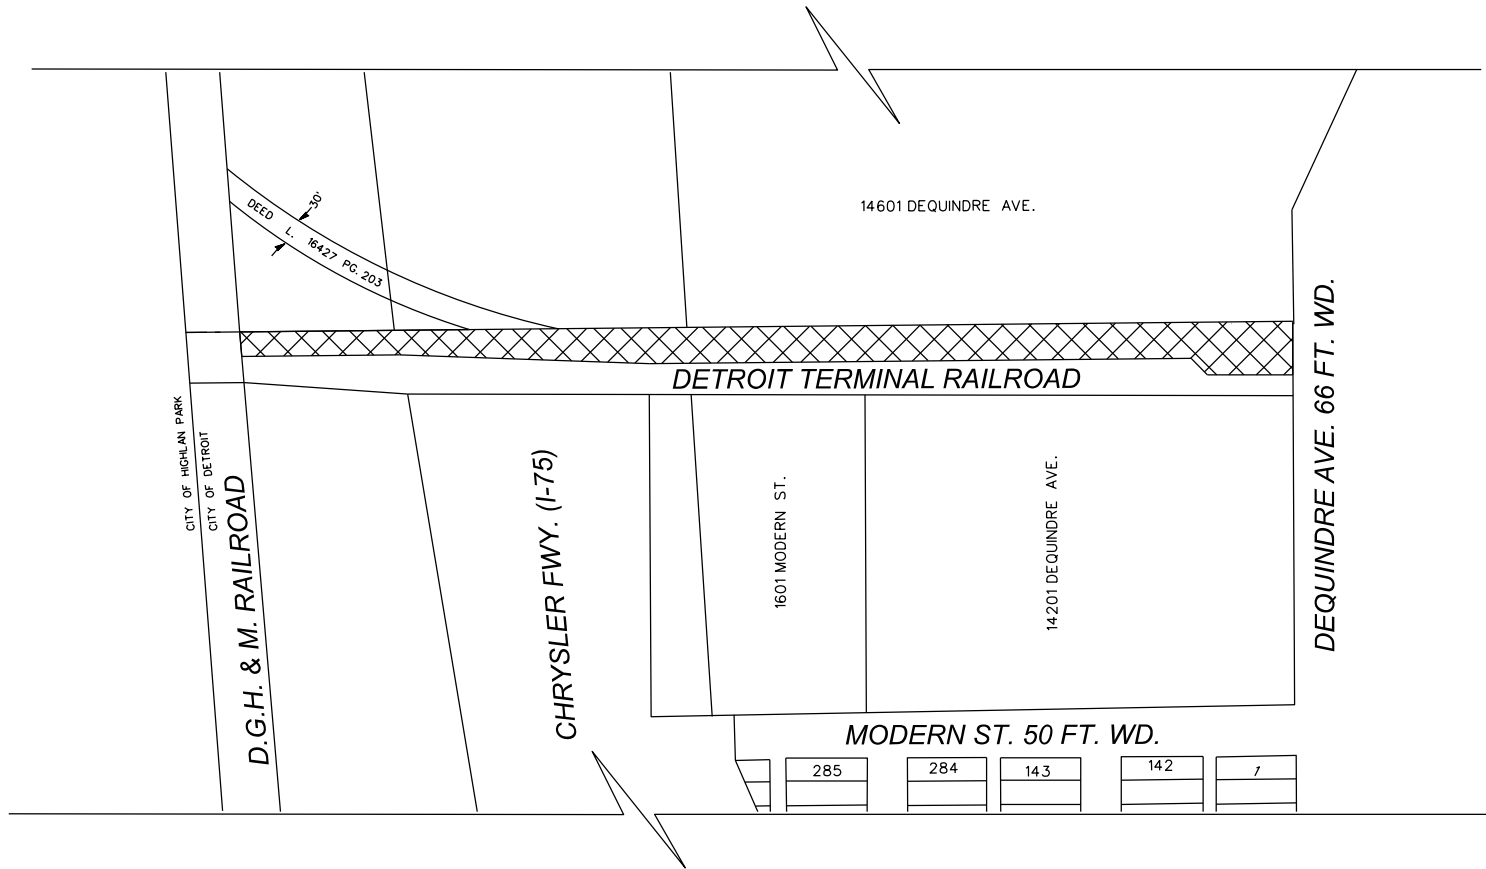 14601 DEQUINDRE AVE.
30'
DEED L. 16427 PG. 203
DETROIT TERMINAL RAILROAD
DEQUINDRE AVE. 66 FT. WD.
CITY OF HIGHLAN PARK
CITY OF DETROIT
D.G.H. & M. RAILROAD
CHRYSLER FWY. (I-75)
1601 MODERN ST.
14201 DEQUINDRE AVE.
MODERN ST. 50 FT. WD.
285 284 143 142 1